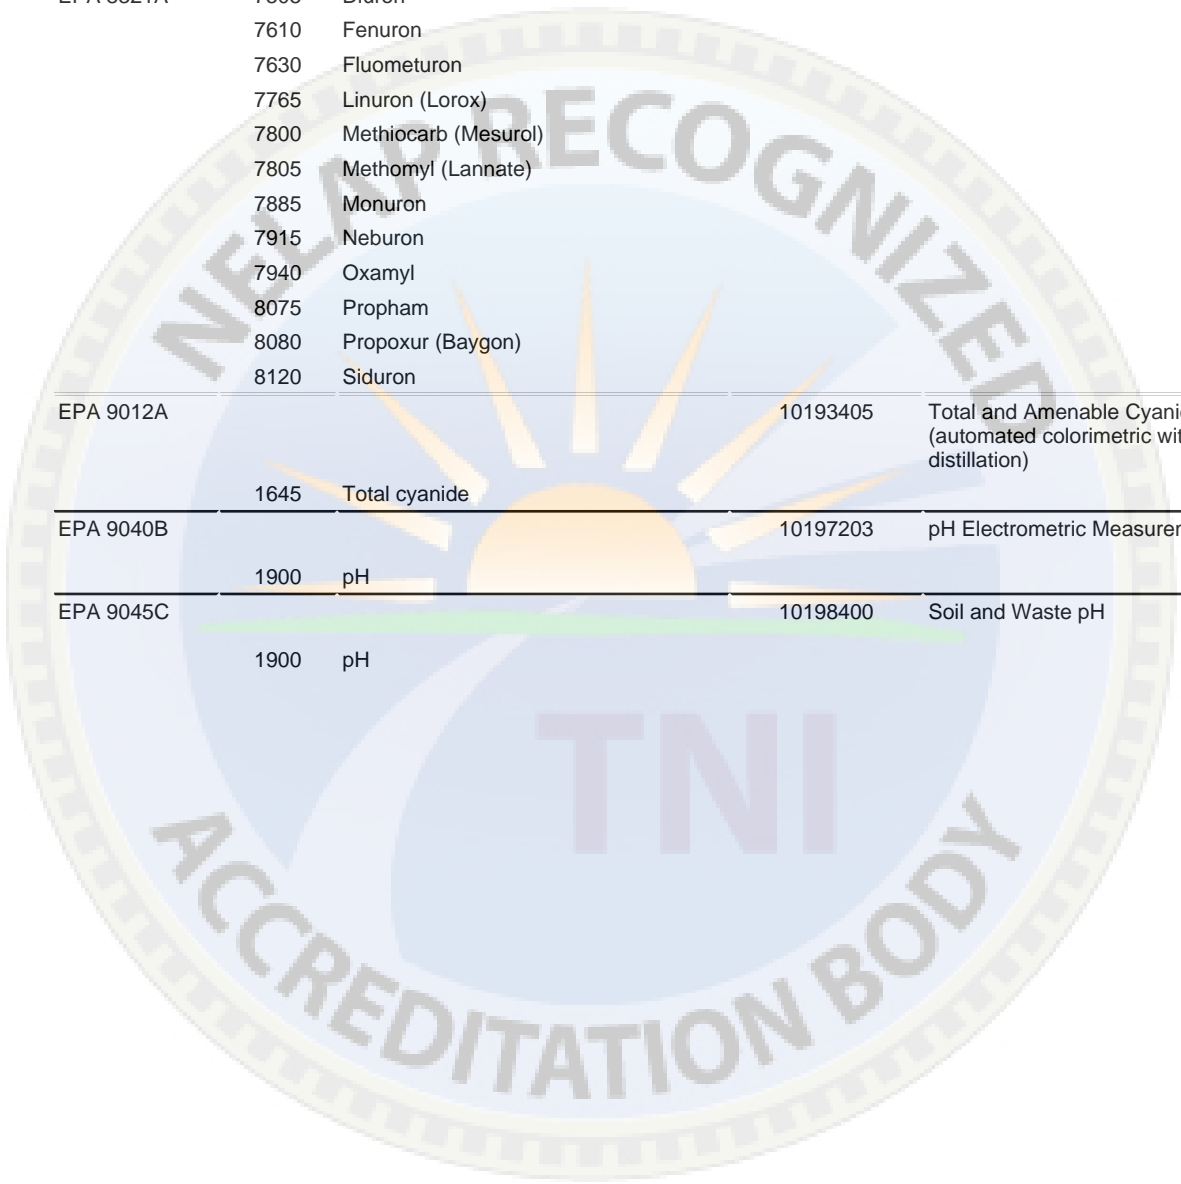 7610 Fenuron
7630 Fluometuron
7765 Linuron (Lorox)
7800 Methiocarb (Mesurol)
7805 Methomyl (Lannate)
7885 Monuron
7915 Neburon
7940 Oxamyl
8075 Propham
8080 Propoxur (Baygon)
8120 Siduron
EPA 9012A 10193405 Total and Amenable
(automated colorimetric
distillation)
1645 Total cyanide
EPA 9040B 10197203 pH Electrometric
1900 pH
EPA 9045C 10198400 Soil and Waste pH
1900 pH
NELAP RECOGNIZED
TNI
ACCREDITATION BODY